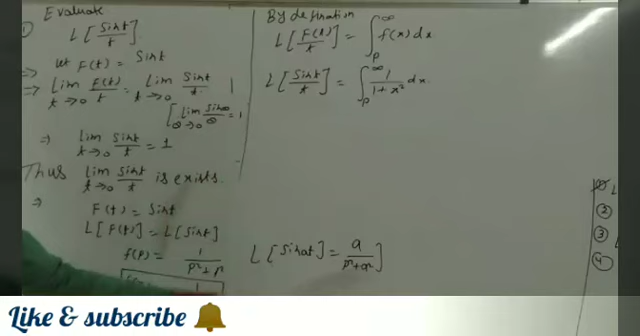 Evaluate
① L[Sint/t]
=> let F(t) = Sint
=> lim t→0 F(t)/t = lim t→0 Sint/t
[lim θ→0 Sinθ/θ = 1
=> lim t→0 Sint/t = 1
Thus lim t→0 Sint/t is exists.
=> F(t) = Sint
L[F(t)] = L[Sint]
f(p) = 1/p²+1²
By defination
L[F(t)/t] = ∫p^∞ f(x)dx
L[Sint/t] = ∫p^∞ 1/1+x² dx.
L[Sinat] = a/p²+a²]
②
③
④
Like & subscribe